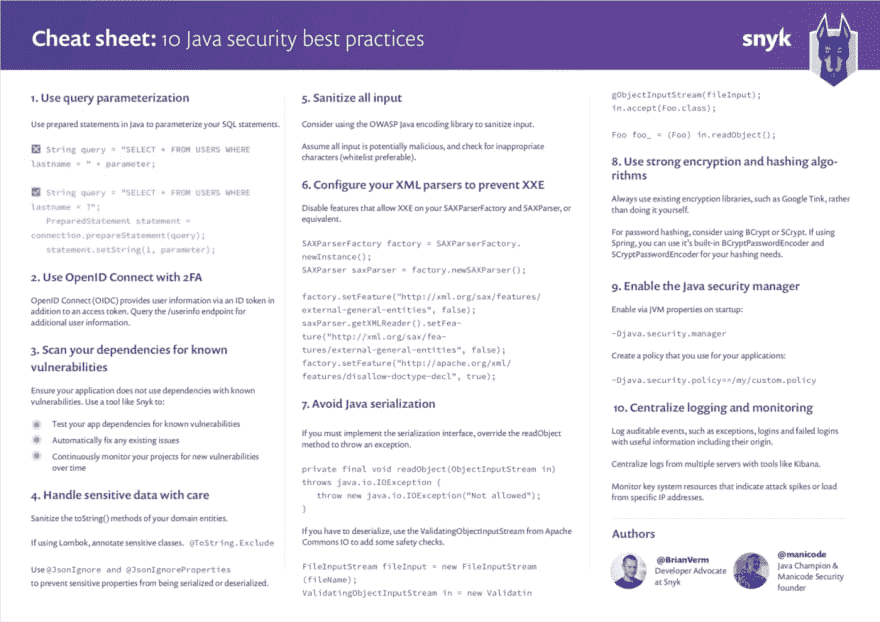 Cheat sheet: 10 Java security best practices
snyk
1. Use query parameterization
Use prepared statements in Java to parameterize your SQL statements.
String query = "SELECT * FROM USERS WHERE
lastname = " + parameter;
String query = "SELECT * FROM USERS WHERE
lastname = ?";
PreparedStatement statement =
connection.prepareStatement(query);
statement.setString(1, parameter);
2. Use OpenID Connect with 2FA
OpenID Connect (OIDC) provides user information via an ID token in
addition to an access token. Query the /userinfo endpoint for
additional user information.
3. Scan your dependencies for known
vulnerabilities
Ensure your application does not use dependencies with known
vulnerabilities. Use a tool like Snyk to:
Test your app dependencies for known vulnerabilities
Automatically fix any existing issues
Continuously monitor your projects for new vulnerabilities
over time
4. Handle sensitive data with care
Sanitize the toString() methods of your domain entities.
If using Lombok, annotate sensitive classes. @ToString.Exclude
Use @JsonIgnore and @JsonIgnoreProperties
to prevent sensitive properties from being serialized or deserialized.
5. Sanitize all input
Consider using the OWASP Java encoding library to sanitize input.
Assume all input is potentially malicious, and check for inappropriate
characters (whitelist preferable).
6. Configure your XML parsers to prevent XXE
Disable features that allow XXE on your SAXParserFactory and SAXParser, or
equivalent.
SAXParserFactory factory = SAXParserFactory.
newInstance();
SAXParser saxParser = factory.newSAXParser();
factory.setFeature("http://xml.org/sax/features/
external-general-entities", false);
saxParser.getXMLReader().setFea-
ture("http://xml.org/sax/fea-
tures/external-general-entities", false);
factory.setFeature("http://apache.org/xml/
features/disallow-doctype-decl", true);
7. Avoid Java serialization
If you must implement the serialization interface, override the readObject
method to throw an exception.
private final void readObject(ObjectInputStream in)
throws java.io.IOException {
throw new java.io.IOException("Not allowed");
}
If you have to deserialize, use the ValidatingObjectInputStream from Apache
Commons IO to add some safety checks.
FileInputStream fileInput = new FileInputStream
(fileName);
ValidatingObjectInputStream in = new Validatin
gObjectInputStream(fileInput);
in.accept(Foo.class);
Foo foo_ = (Foo) in.readObject();
8. Use strong encryption and hashing algo-
rithms
Always use existing encryption libraries, such as Google Tink, rather
than doing it yourself.
For password hashing, consider using BCrypt or SCrypt. If using
Spring, you can use it's built-in BCryptPasswordEncoder and
SCryptPasswordEncoder for your hashing needs.
9. Enable the Java security manager
Enable via JVM properties on startup:
-Djava.security.manager
Create a policy that you use for your applications:
-Djava.security.policy==/my/custom.policy
10. Centralize logging and monitoring
Log auditable events, such as exceptions, logins and failed logins
with useful information including their origin.
Centralize logs from multiple servers with tools like Kibana.
Monitor key system resources that indicate attack spikes or load
from specific IP addresses.
Authors
@BrianVerm
Developer Advocate
at Snyk
@manicode
Java Champion &
Manicode Security
founder